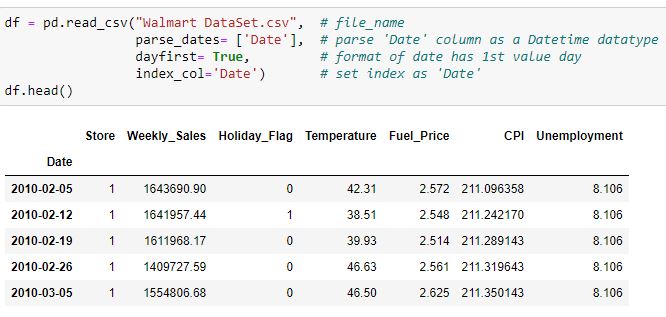 df = pd.read_csv("Walmart DataSet.csv", # file_name
parse_dates= ['Date'], # parse 'Date' column as a Datetime datatype
dayfirst= True, # format of date has 1st value day
index_col='Date') # set index as 'Date'
df.head()
Store Weekly_Sales Holiday_Flag Temperature Fuel_Price CPI Unemployment
Date
2010-02-05 1 1643690.90 0 42.31 2.572 211.096358 8.106
2010-02-12 1 1641957.44 1 38.51 2.548 211.242170 8.106
2010-02-19 1 1611968.17 0 39.93 2.514 211.289143 8.106
2010-02-26 1 1409727.59 0 46.63 2.561 211.319643 8.106
2010-03-05 1 1554806.68 0 46.50 2.625 211.350143 8.106